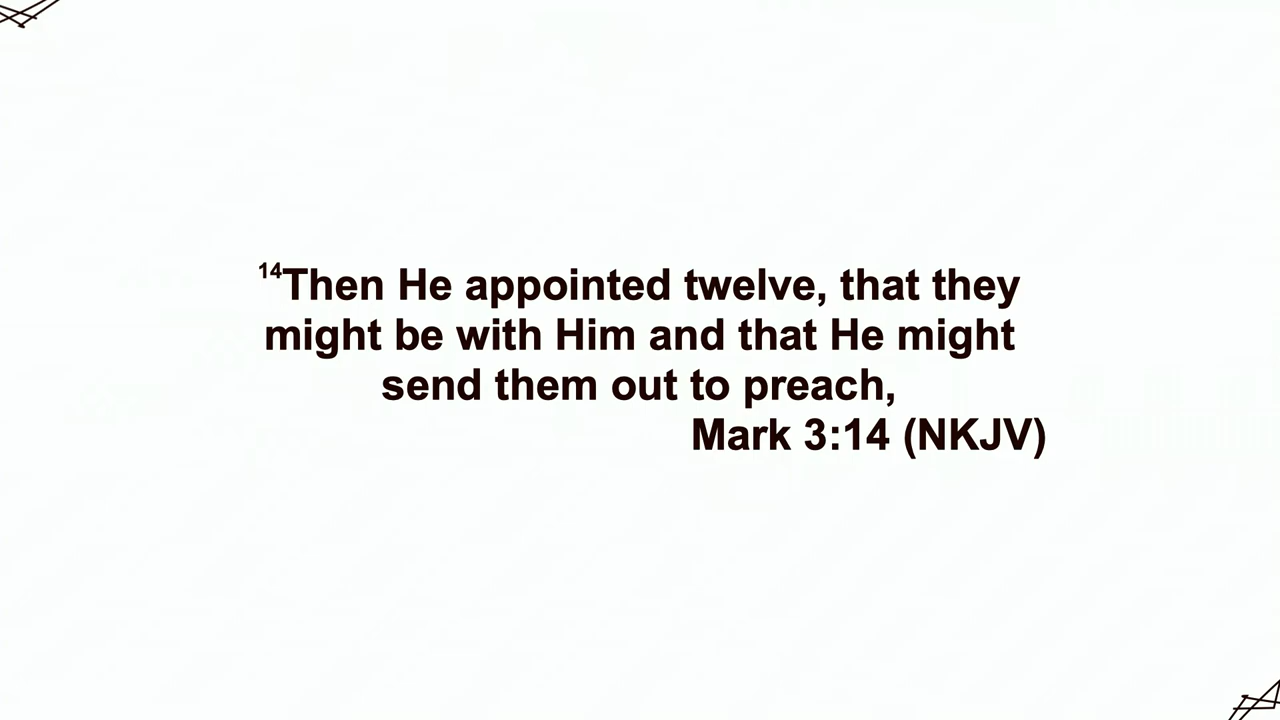 ¹⁴Then He appointed twelve, that they
might be with Him and that He might
send them out to preach,
Mark 3:14 (NKJV)